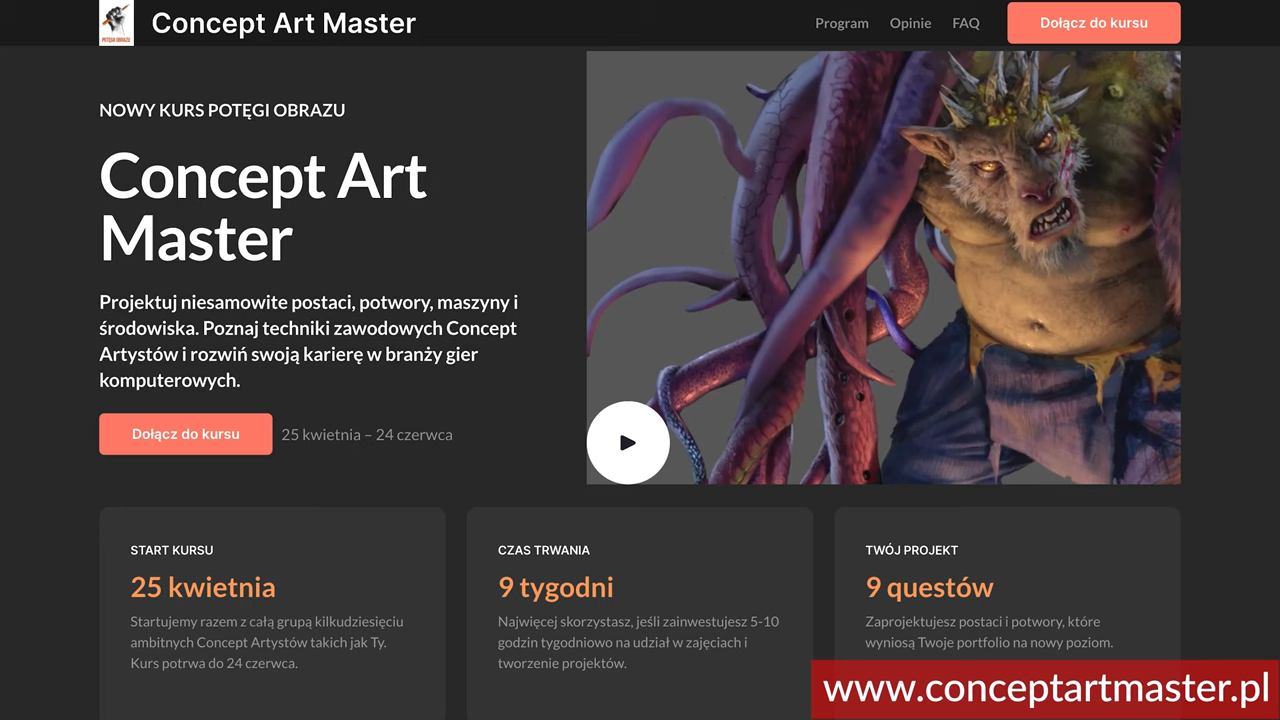 POTĘGA OBRAZU
Concept Art Master
Program
Opinie
FAQ
Dołącz do kursu
NOWY KURS POTĘGI OBRAZU
Concept Art
Master
Projektuj niesamowite postaci, potwory, maszyny i
środowiska. Poznaj techniki zawodowych Concept
Artystów i rozwiń swoją karierę w branży gier
komputerowych.
Dołącz do kursu
25 kwietnia – 24 czerwca
START KURSU
25 kwietnia
Startujemy razem z całą grupą kilkudziesięciu
ambitnych Concept Artystów takich jak Ty.
Kurs potrwa do 24 czerwca.
CZAS TRWANIA
9 tygodni
Najwięcej skorzystasz, jeśli zainwestujesz 5-10
godzin tygodniowo na udział w zajęciach i
tworzenie projektów.
TWÓJ PROJEKT
9 questów
Zaprojektujesz postaci i potwory, które
wyniosą Twoje portfolio na nowy poziom.
www.conceptartmaster.pl